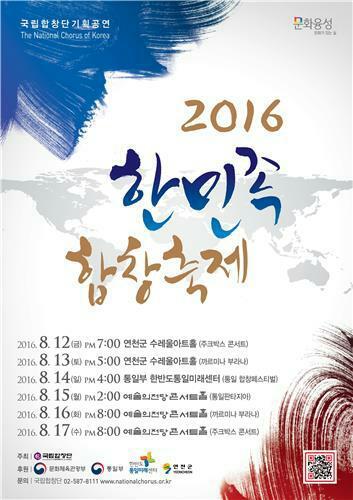 국립합창단기획공연
The National Chorus of Korea
문화융성
2016
한민족
합창축제
2016. 8. 12(금) PM 7:00 연천군 수레울아트홀 (주크박스 콘서트)
2016. 8. 13(토) PM 5:00 연천군 수레울아트홀 (까르미나 부라나)
2016. 8. 14(일) PM 4:00 통일부 한반도통일미래센터 (통일 합창페스티벌)
2016. 8. 15(월) PM 2:00 예술의전당 콘서트홀 (통일판타지아)
2016. 8. 16(화) PM 8:00 예술의전당 콘서트홀 (까르미나 부라나)
2016. 8. 17(수) PM 8:00 예술의전당 콘서트홀 (주크박스 콘서트)
주최 | 국립합창단
후원 | 문화체육관광부 통일부 한반도통일미래센터 연천군 YEONCHEON
문의 | 국립합창단 02-587-8111 www.nationalchorus.or.kr